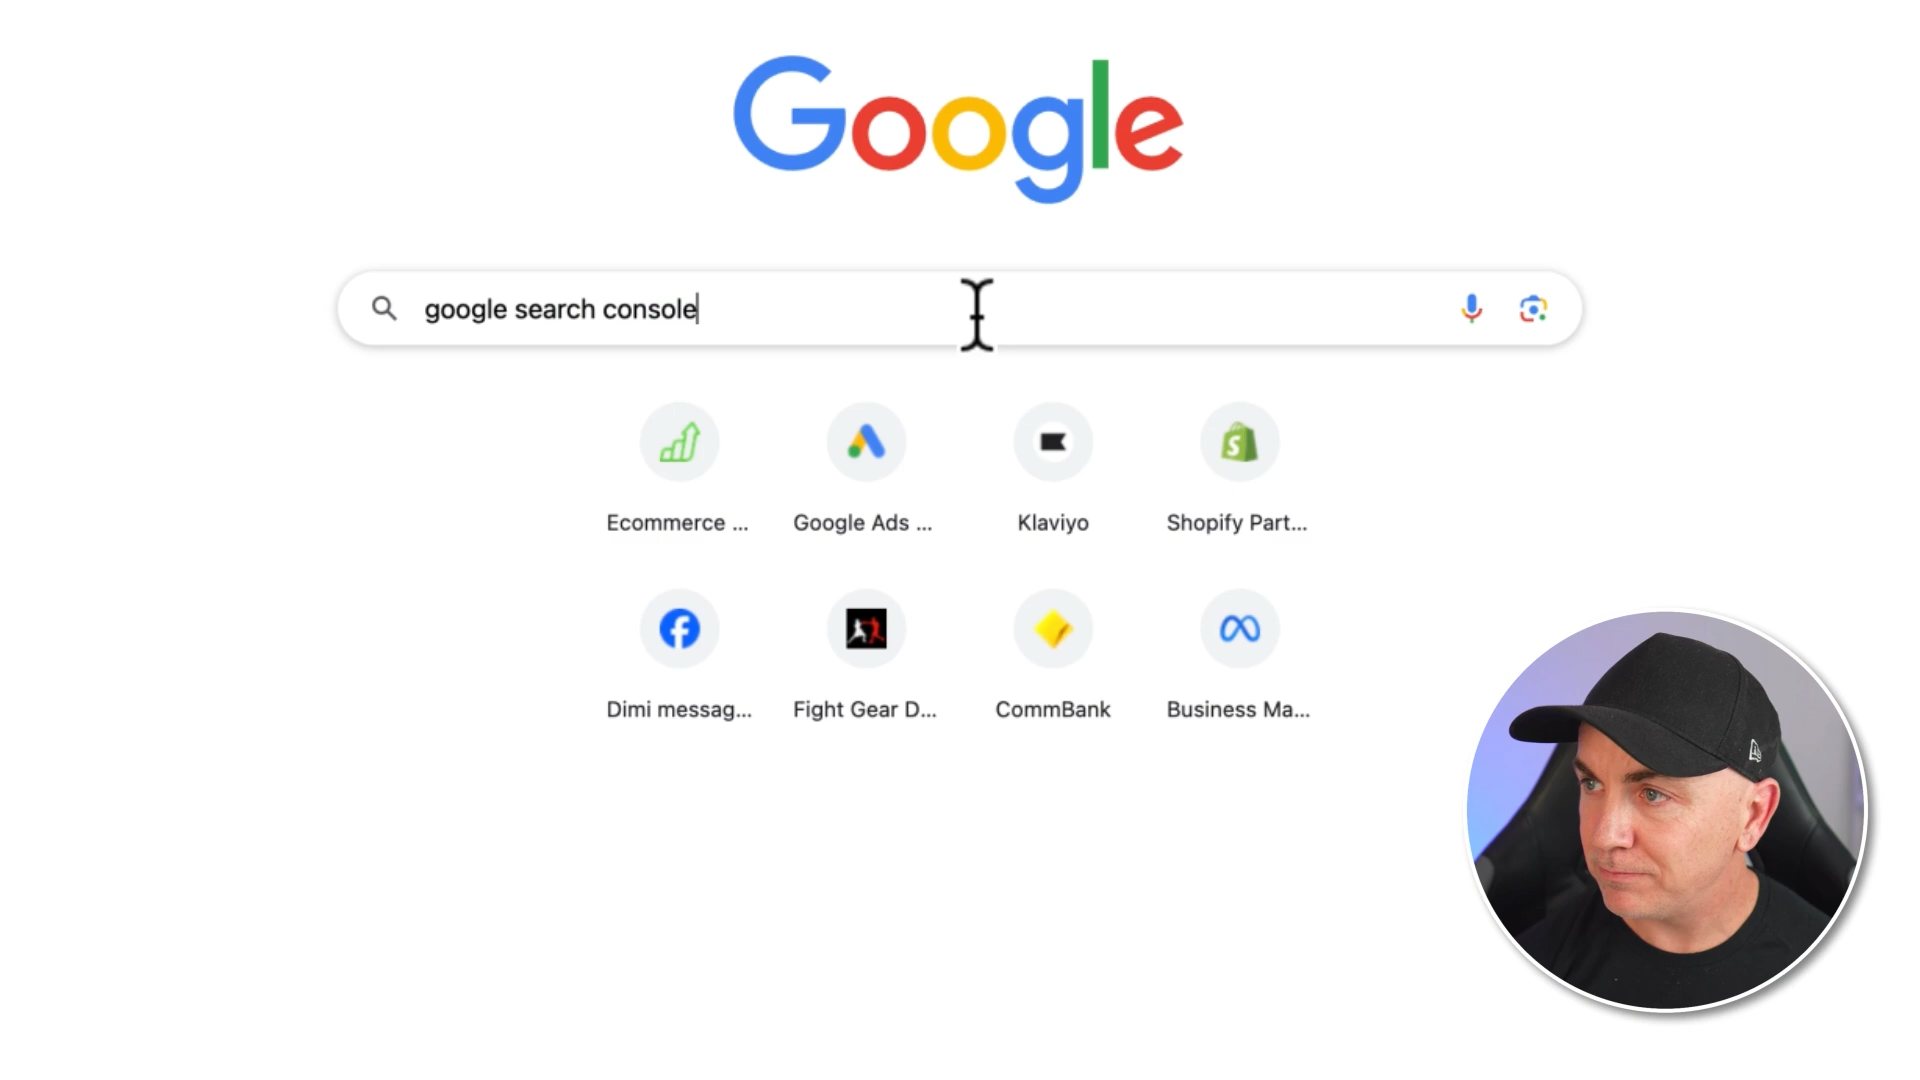 Google
google search console
Ecommerce ...
Google Ads ...
Klaviyo
Shopify Part...
Dimi messag...
Fight Gear D...
CommBank
Business Ma...